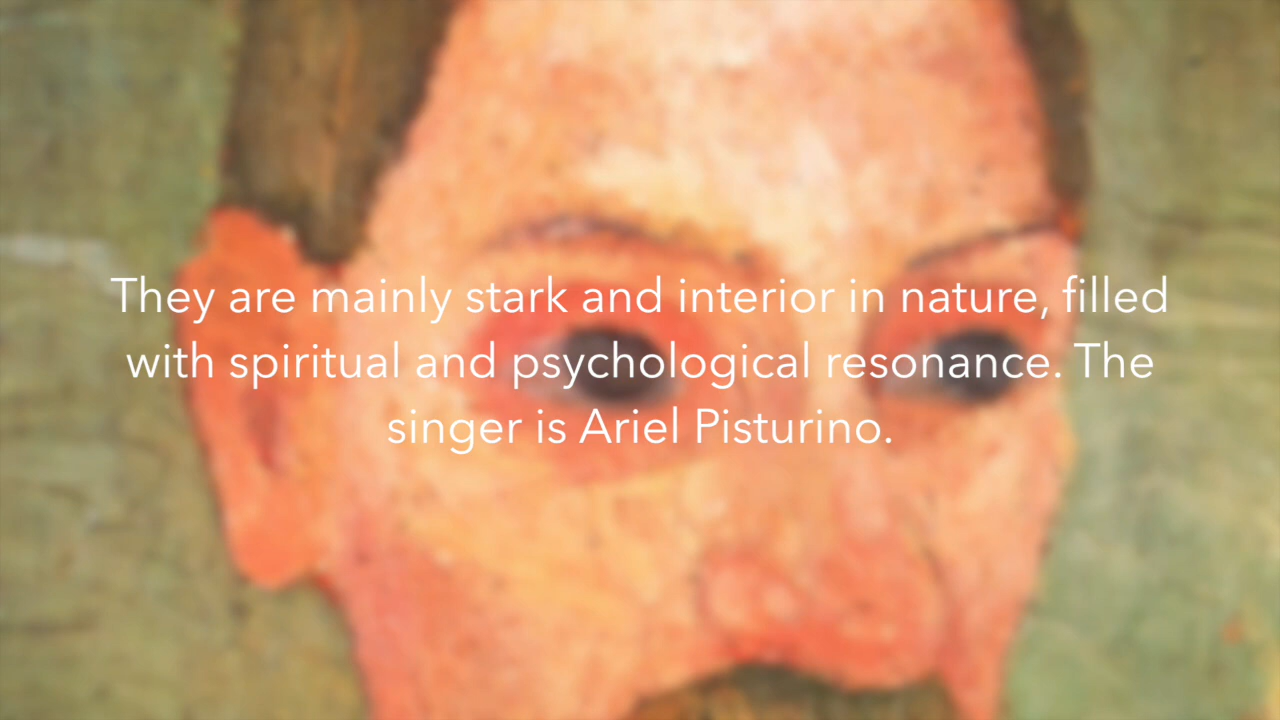 They are mainly stark and interior in nature, filled
with spiritual and psychological resonance. The
singer is Ariel Pisturino.